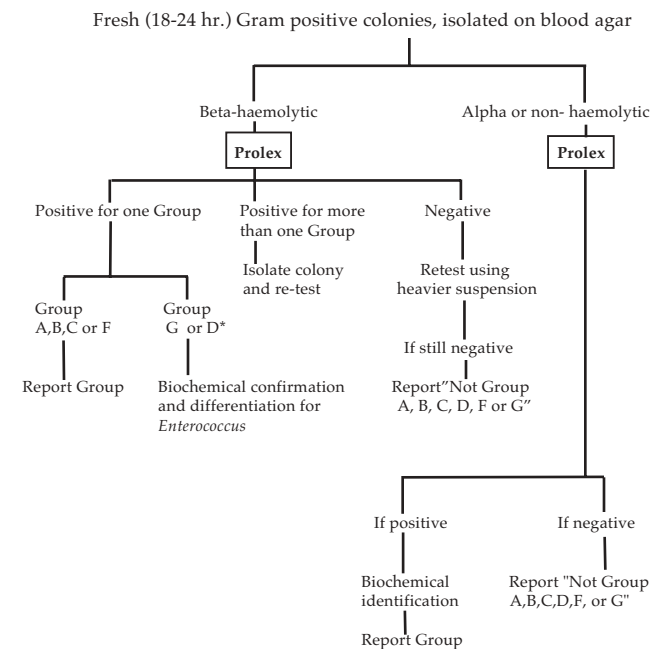 Fresh (18-24 hr.) Gram positive colonies, isolated on blood agar
Beta-haemolytic
Alpha or non- haemolytic
Prolex
Prolex
Positive for one Group
Positive for more
than one Group
Negative
Isolate colony
and re-test
Retest using
heavier suspension
Group
A,B,C or F
Group
G or D*
If still negative
Report Group
Biochemical confirmation
and differentiation for
Enterococcus
Report”Not Group
A, B, C, D, F or G”
If positive
If negative
Biochemical
identification
Report "Not Group
A,B,C,D,F, or G"
Report Group